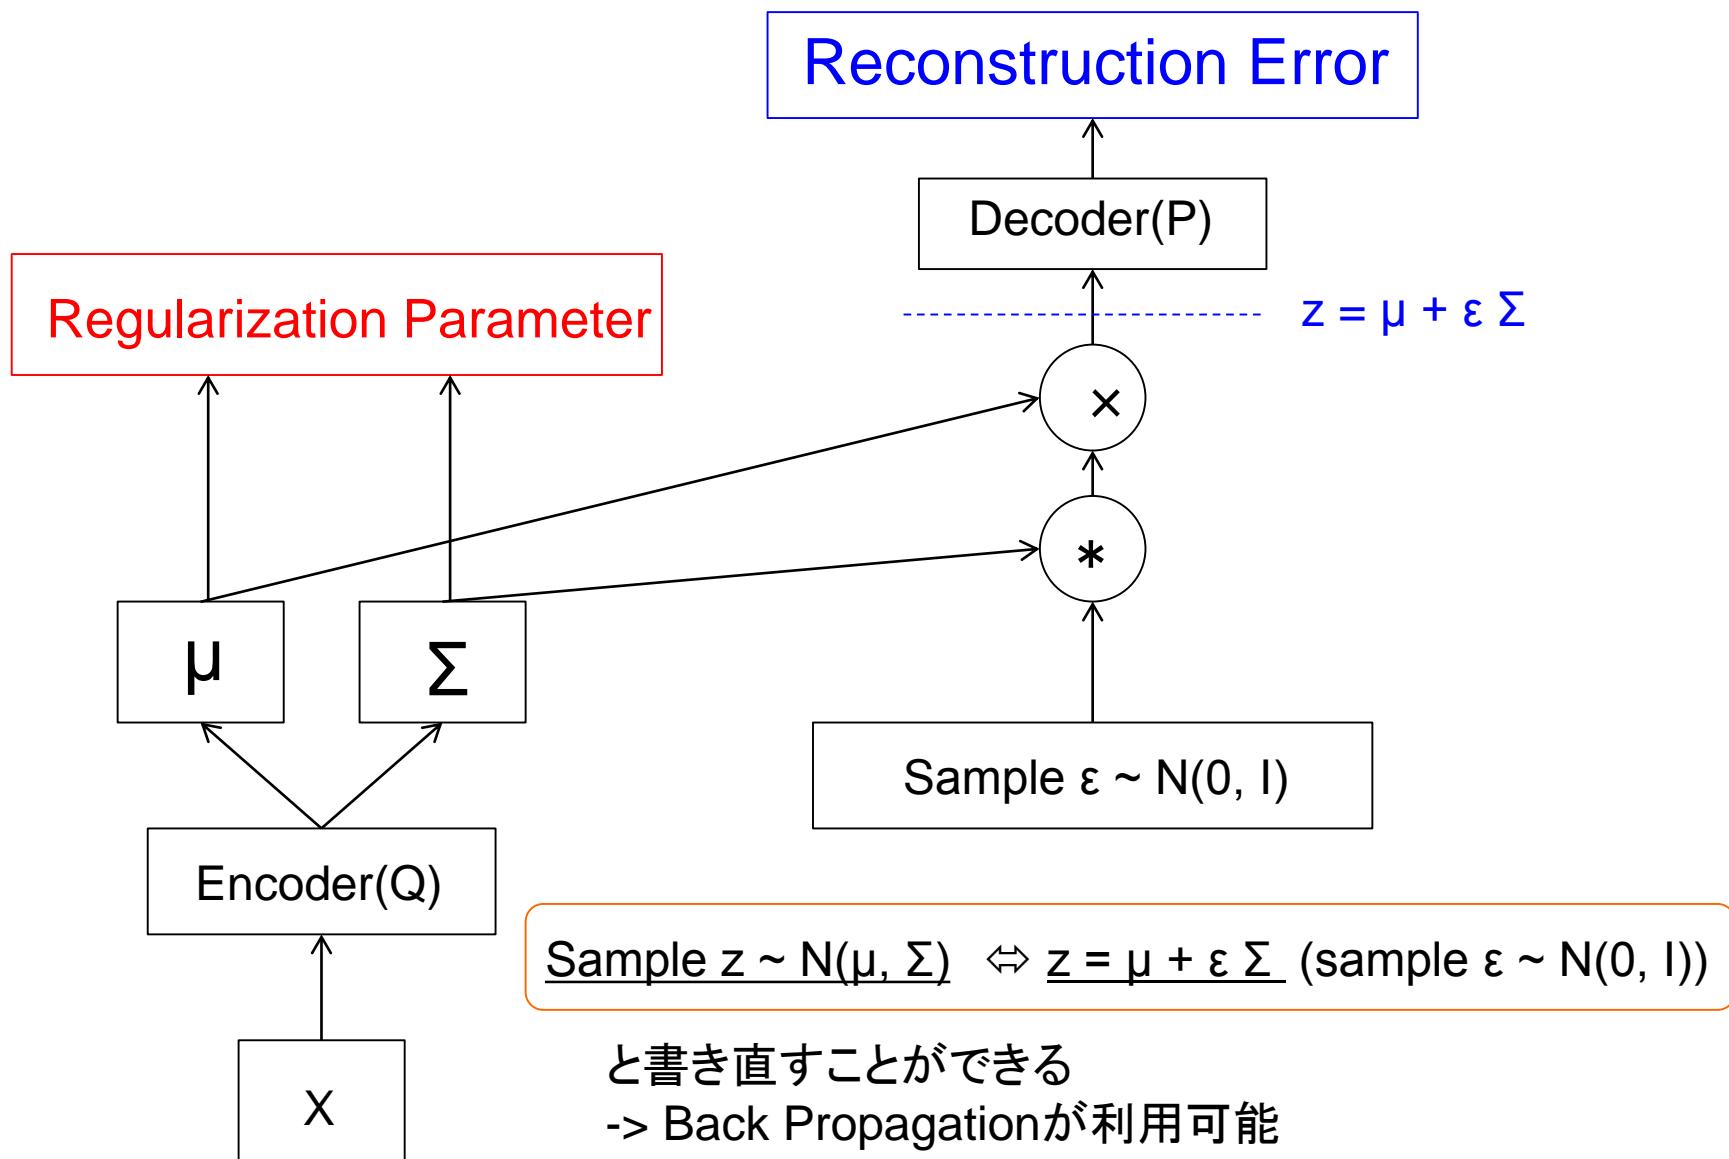 Reconstruction Error
Decoder(P)
Regularization Parameter
z = μ + ε Σ
×
*
μ
Σ
Sample ε ~ N(0, I)
Encoder(Q)
Sample z ~ N(μ, Σ) ⇔ z = μ + ε Σ (sample ε ~ N(0, I))
X
と書き直すことができる
-> Back Propagationが利用可能